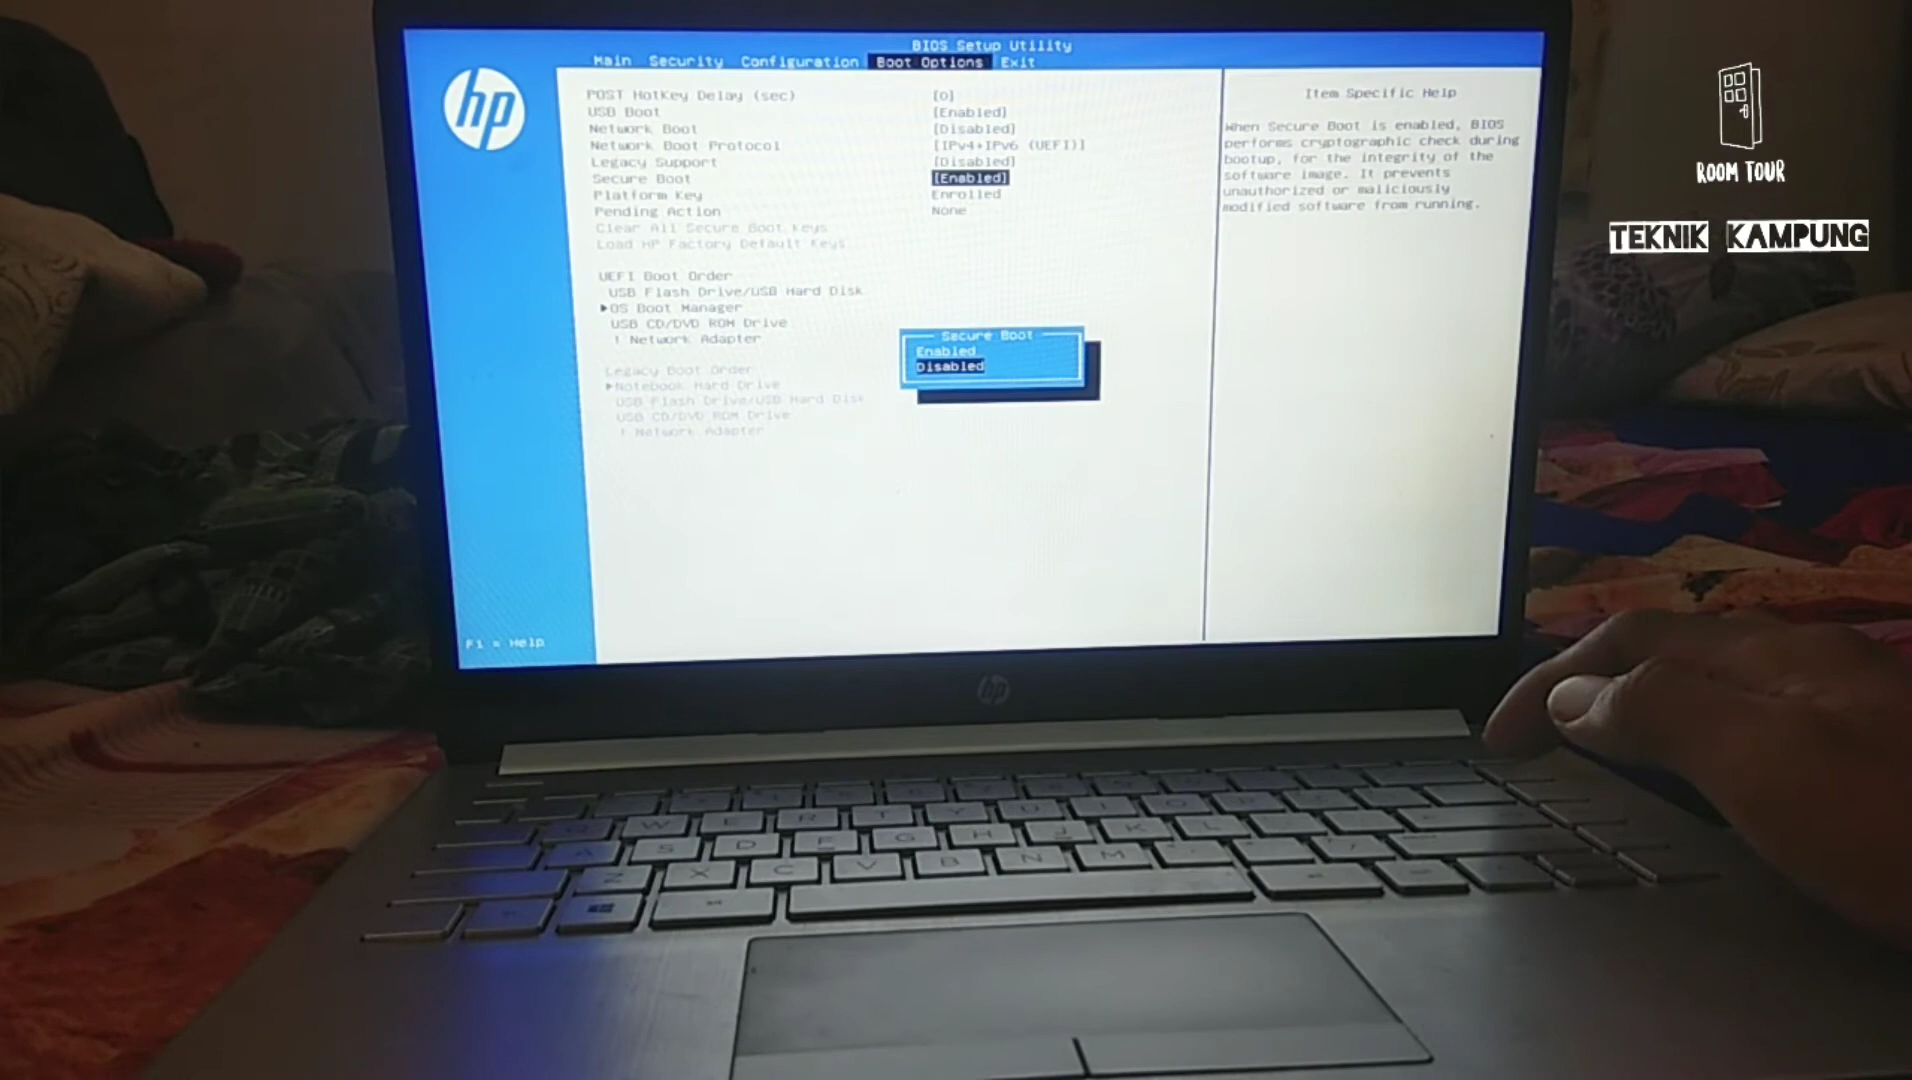 BIOS Setup Utility
Main Security Configuration Boot Options Exit
hp
POST HotKey Delay (sec) [0]
USB Boot [Enabled]
Network Boot [Disabled]
Network Boot Protocol [IPv4+IPv6 (UEFI)]
Legacy Support [Disabled]
Secure Boot [Enabled]
Platform Key Enrolled
Pending Action None
Clear All Secure Boot Keys
Load HP Factory Default Keys
UEFI Boot Order
USB Flash Drive/USB Hard Disk
▶OS Boot Manager
USB CD/DVD ROM Drive
! Network Adapter
Legacy Boot Order
▶Notebook Hard Drive
USB Flash Drive/USB Hard Disk
USB CD/DVD ROM Drive
! Network Adapter
Secure Boot
Enabled
Disabled
Item Specific Help
When Secure Boot is enabled, BIOS
performs cryptographic check during
bootup, for the integrity of the
software image. It prevents
unauthorized or maliciously
modified software from running.
F1 = Help
ROOM TOUR
TEKNIK KAMPUNG
hp
W E R T Y U I O P
A S D F G H J K L
Z X C V B N M